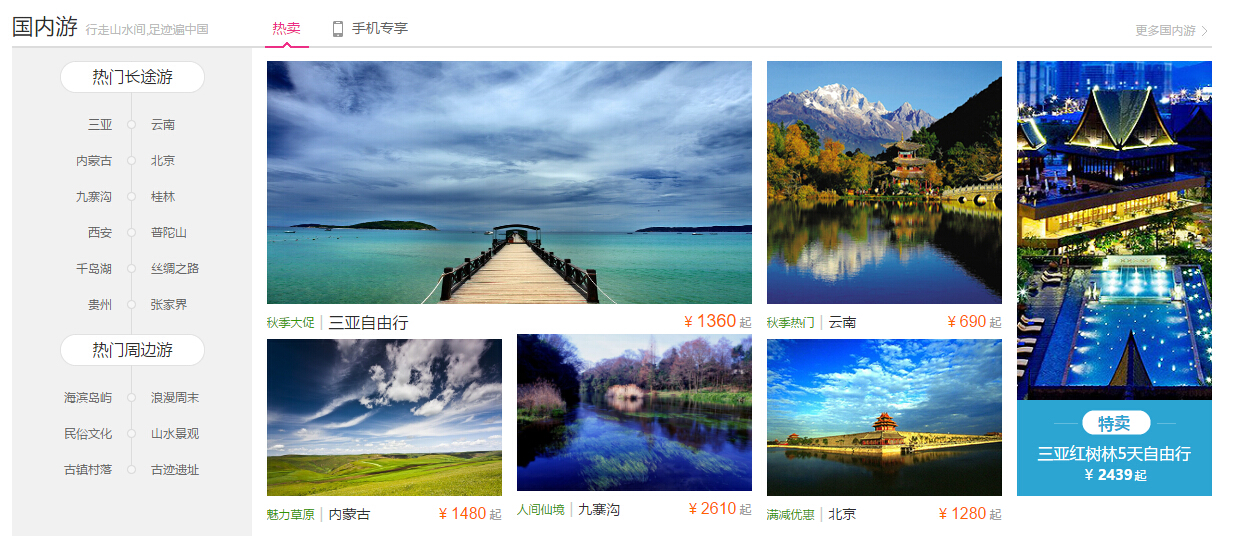 国内游 行走山水间,足迹遍中国 热卖 手机专享 更多国内游
热门长途游
三亚 云南
内蒙古 北京
九寨沟 桂林
西安 普陀山
千岛湖 丝绸之路
贵州 张家界
热门周边游
海滨岛屿 浪漫周末
民俗文化 山水景观
古镇村落 古迹遗址
秋季大促 | 三亚自由行 ¥ 1360 起
秋季热门 | 云南 ¥ 690 起
魅力草原 | 内蒙古 ¥ 1480 起
人间仙境 | 九寨沟 ¥ 2610 起
满减优惠 | 北京 ¥ 1280 起
特卖
三亚红树林5天自由行
¥ 2439 起